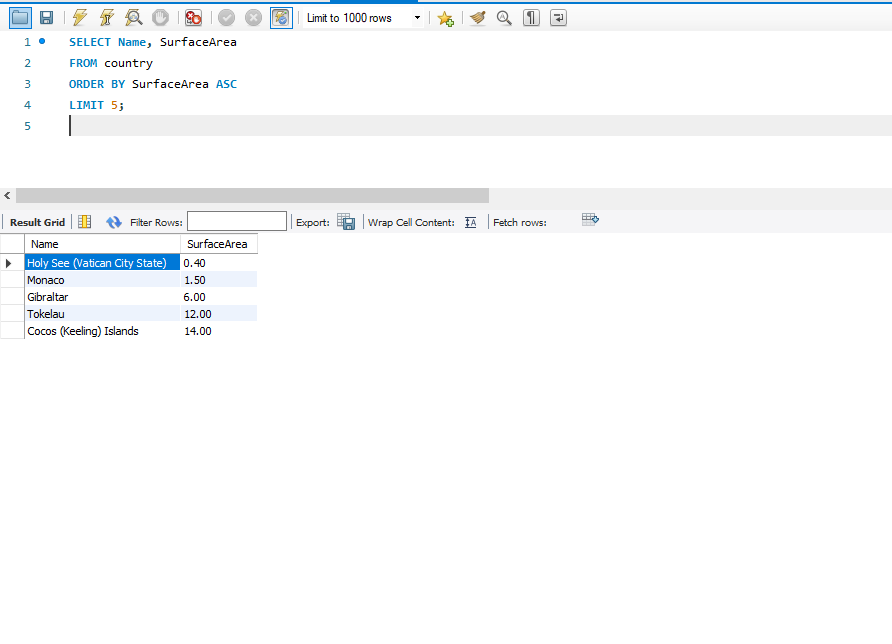 Limit to 1000 rows
1 SELECT Name, SurfaceArea
2 FROM country
3 ORDER BY SurfaceArea ASC
4 LIMIT 5;
5
Result Grid Filter Rows: Export: Wrap Cell Content: IA Fetch rows:
Name SurfaceArea
Holy See (Vatican City State) 0.40
Monaco 1.50
Gibraltar 6.00
Tokelau 12.00
Cocos (Keeling) Islands 14.00